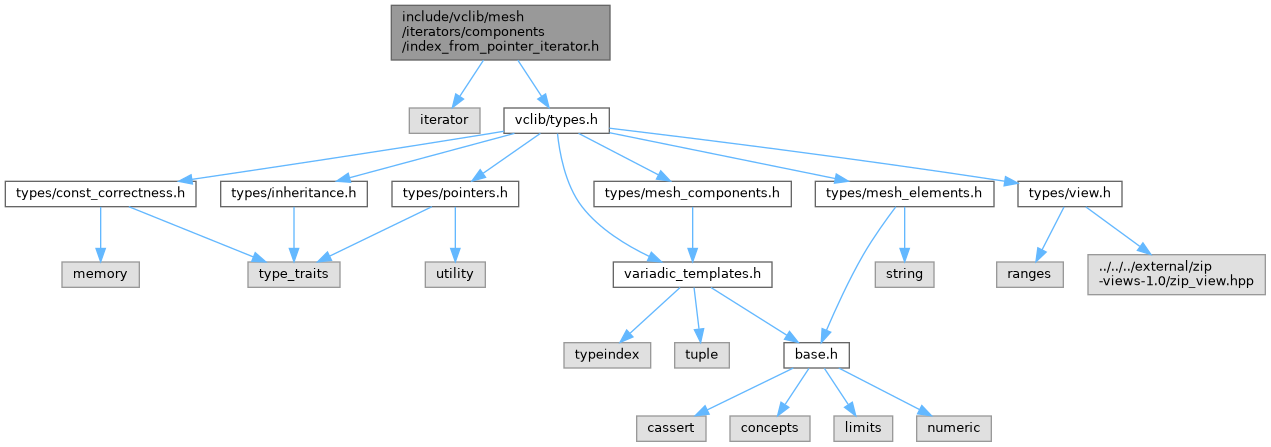 include/vclib/mesh
/iterators/components
/index_from_pointer_iterator.h
iterator
vclib/types.h
types/const_correctness.h
types/inheritance.h
types/pointers.h
types/mesh_components.h
types/mesh_elements.h
types/view.h
memory
type_traits
utility
variadic_templates.h
string
ranges
../../../external/zip
-views-1.0/zip_view.hpp
typeindex
tuple
base.h
cassert
concepts
limits
numeric